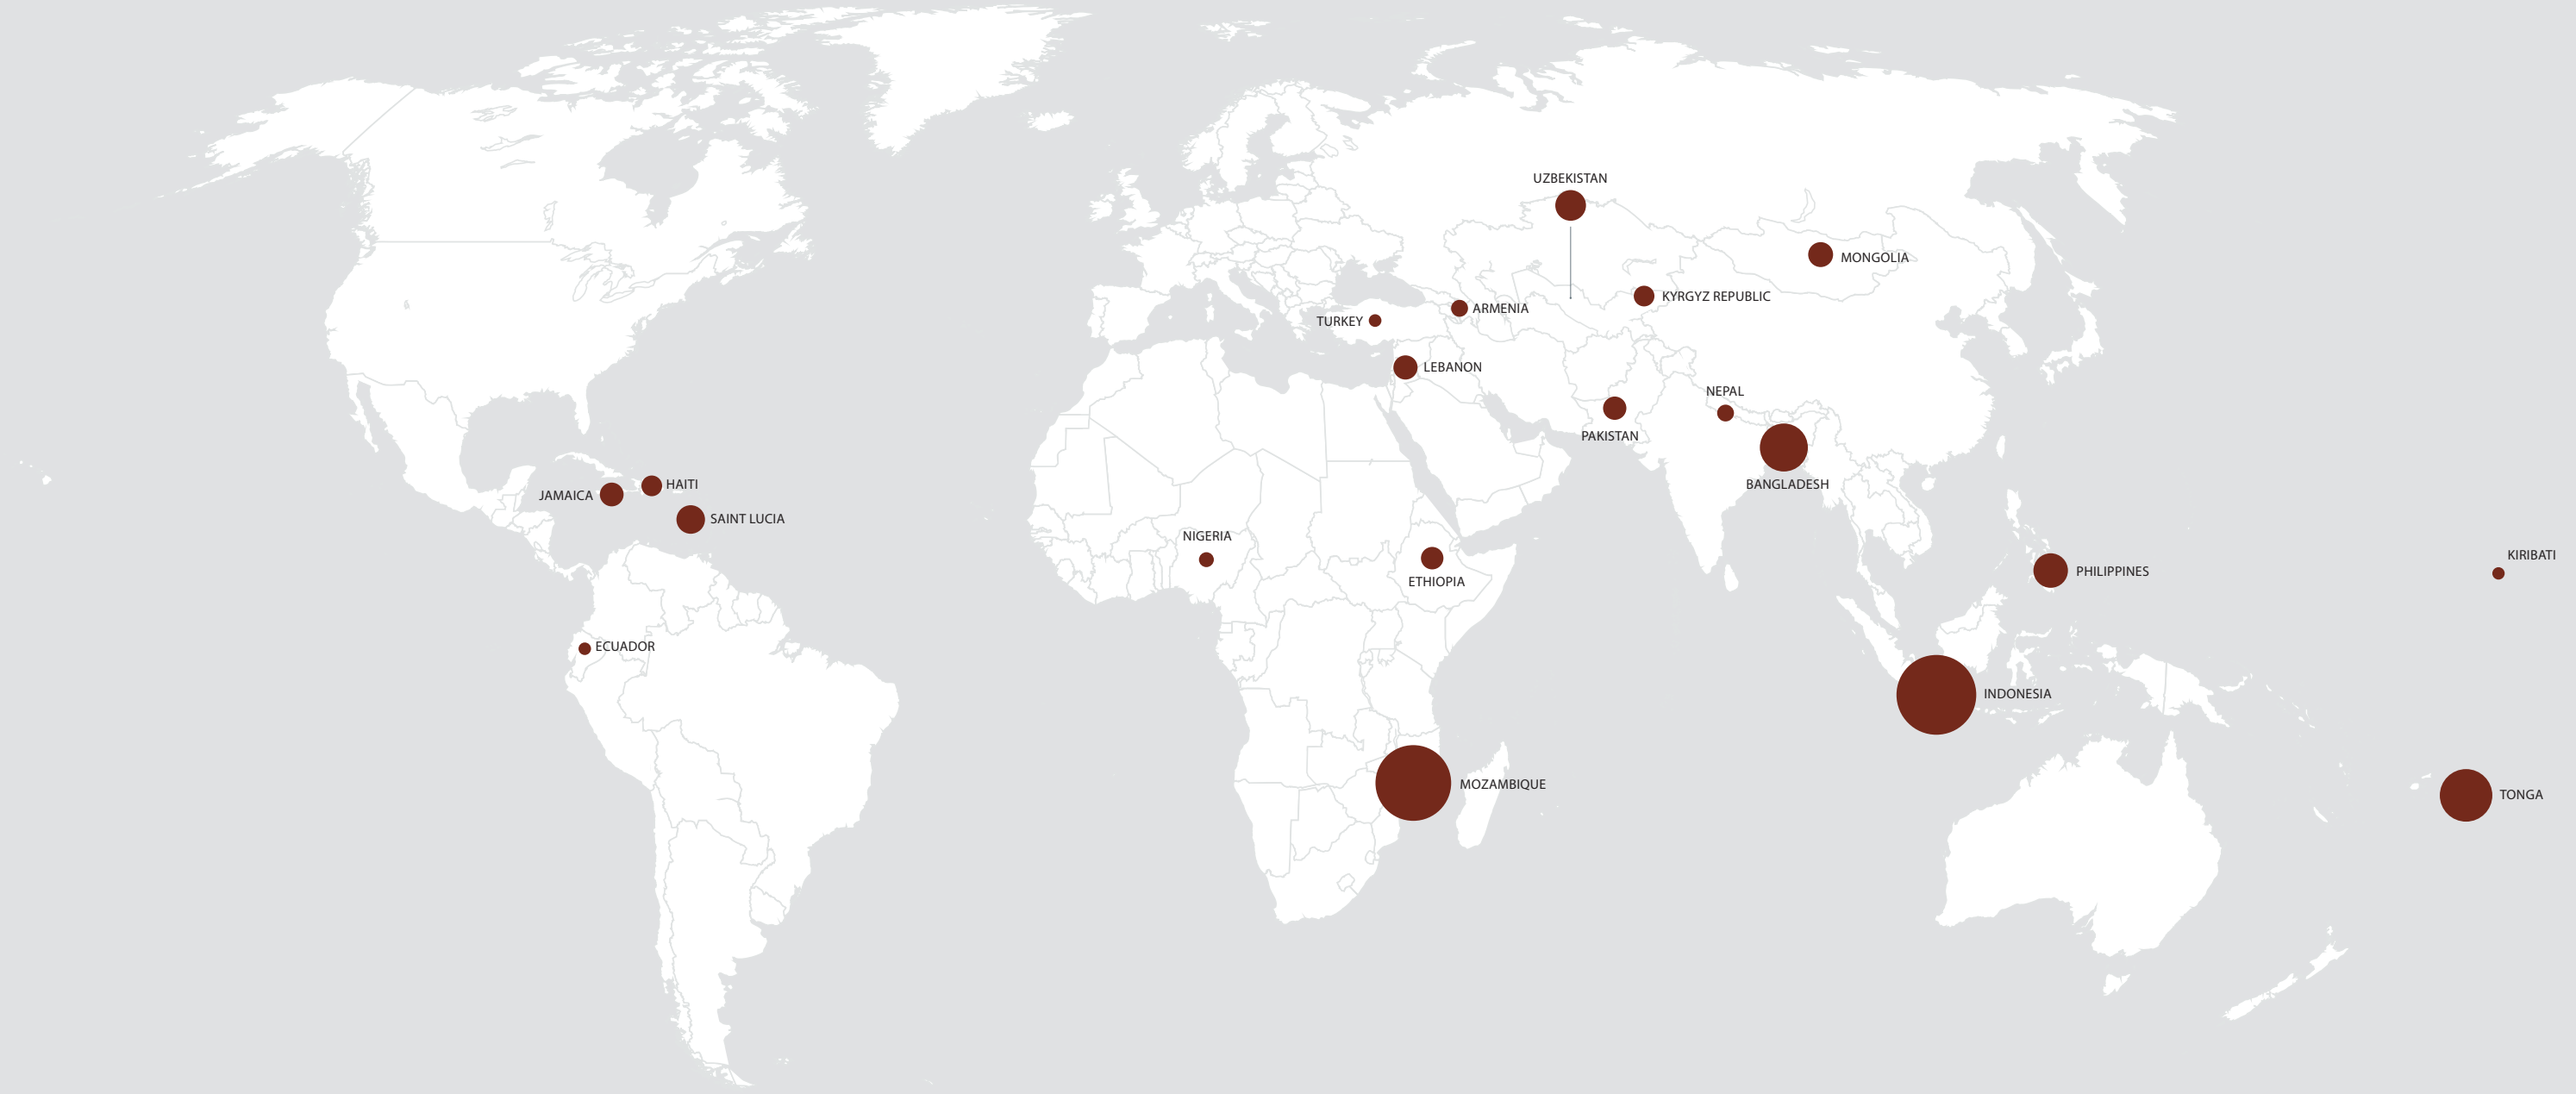 UZBEKISTAN
MONGOLIA
KYRGYZ REPUBLIC
ARMENIA
TURKEY
LEBANON
NEPAL
PAKISTAN
BANGLADESH
HAITI
JAMAICA
SAINT LUCIA
NIGERIA
ETHIOPIA
KIRIBATI
PHILIPPINES
ECUADOR
INDONESIA
MOZAMBIQUE
TONGA